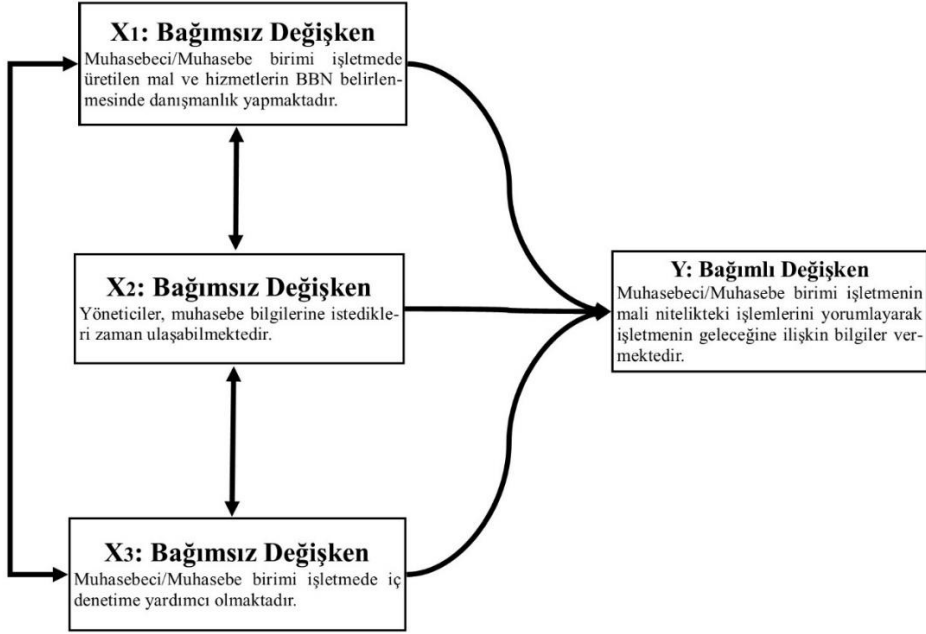 X1: Bağımsız Değişken
Muhasebeci/Muhasebe birimi işletmede
üretilen mal ve hizmetlerin BBN belirlen-
mesinde danışmanlık yapmaktadır.
X2: Bağımsız Değişken
Yöneticiler, muhasebe bilgilerine istedikle-
ri zaman ulaşabilmektedir.
Y: Bağımlı Değişken
Muhasebeci/Muhasebe birimi işletmenin
mali nitelikteki işlemlerini yorumlayarak
işletmenin geleceğine ilişkin bilgiler ver-
mektedir.
X3: Bağımsız Değişken
Muhasebeci/Muhasebe birimi işletmede iç
denetime yardımcı olmaktadır.